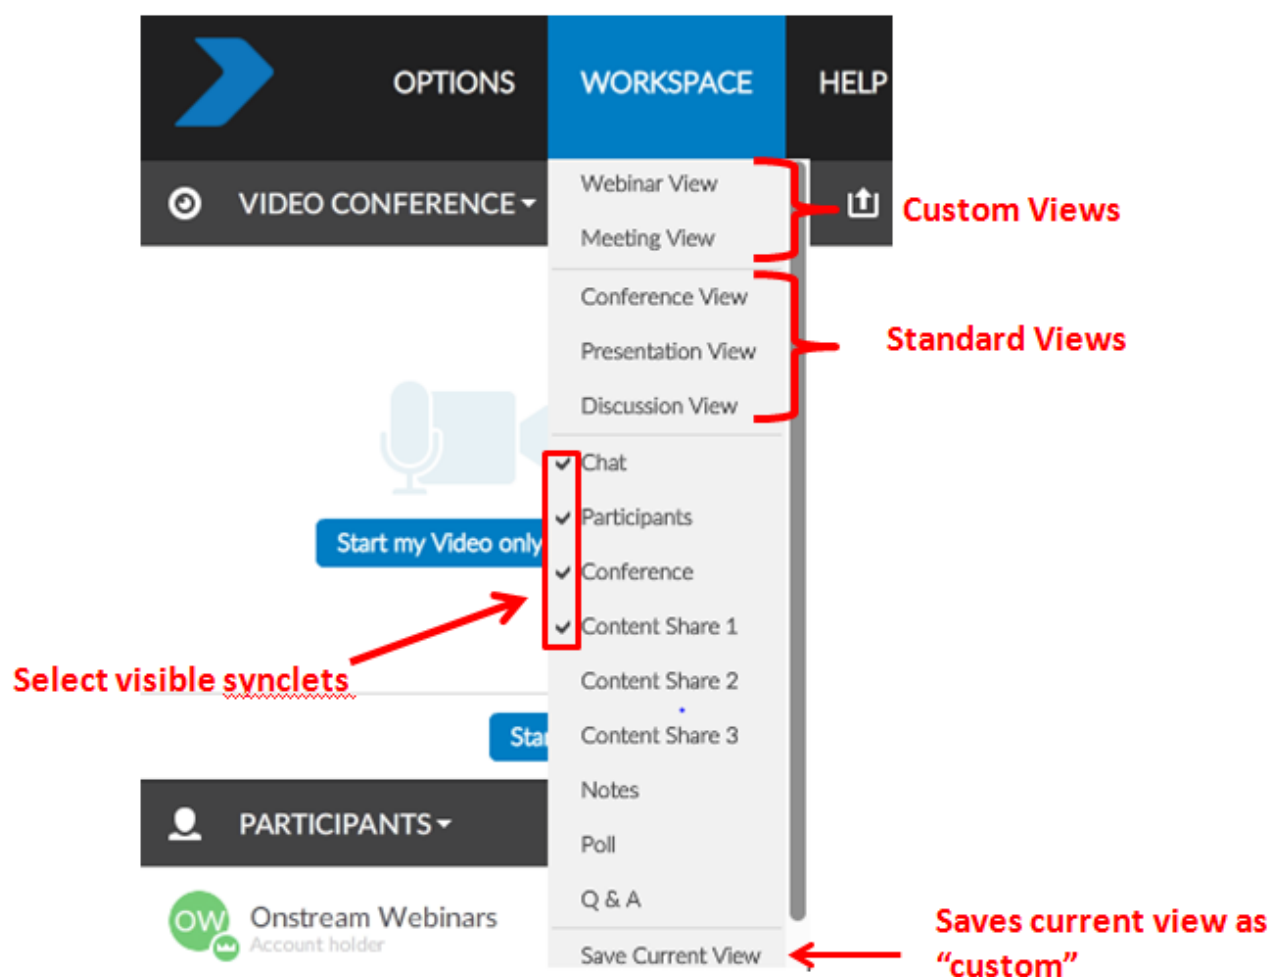 OPTIONS WORKSPACE HELP
VIDEO CONFERENCE
Webinar View
Meeting View
Custom Views
Conference View
Presentation View
Discussion View
Standard Views
Chat
Participants
Start my Video only
Conference
Content Share 1
Select visible synclets
Content Share 2
Content Share 3
Notes
PARTICIPANTS
Poll
Q & A
OW Onstream Webinars
Account holder
Save Current View
Saves current view as
“custom”